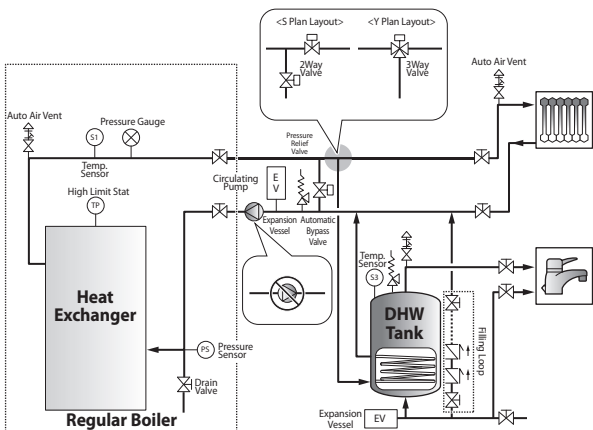 <S Plan Layout>
<Y Plan Layout>
2Way
Valve
3Way
Valve
Auto Air Vent
Auto Air Vent
Pressure Gauge
S1
Temp.
Sensor
Pressure
Relief
Valve
High Limit Stat
TP
Circulating
Pump
E
V
Expansion
Vessel
Automatic
Bypass
Valve
Heat
Exchanger
Temp.
Sensor
S3
DHW
Tank
Filling Loop
PS
Pressure
Sensor
Drain
Valve
Expansion
Vessel
EV
Regular Boiler